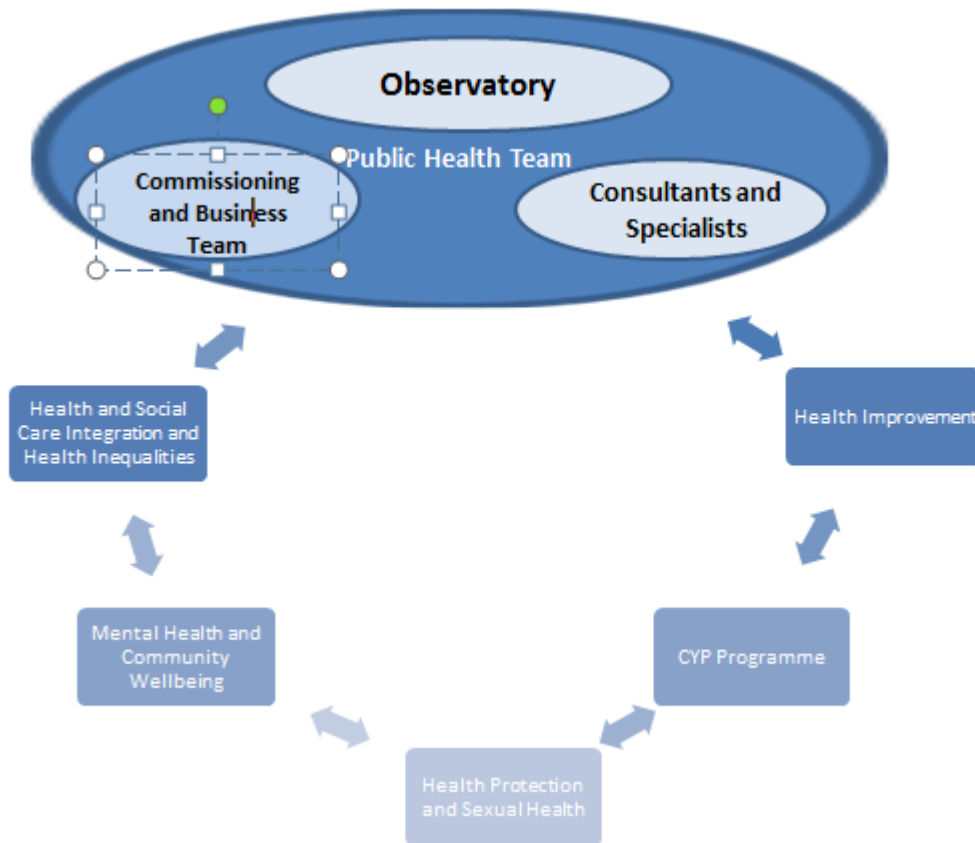 Observatory
Public Health Team
Commissioning
and Business
Team
Consultants and
Specialists
Health and Social
Care Integration and
Health Inequalities
Health Improvement
Mental Health and
Community
Wellbeing
CYP Programme
Health Protection
and Sexual Health